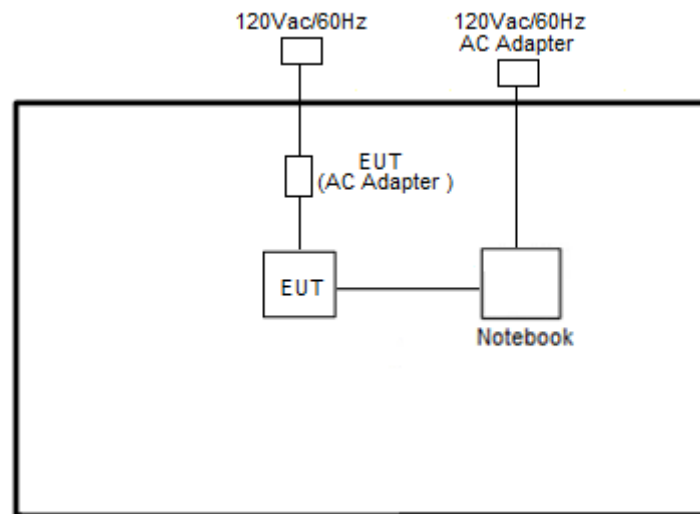 120Vac/60Hz
120Vac/60Hz
AC Adapter
EUT
(AC Adapter )
EUT
Notebook